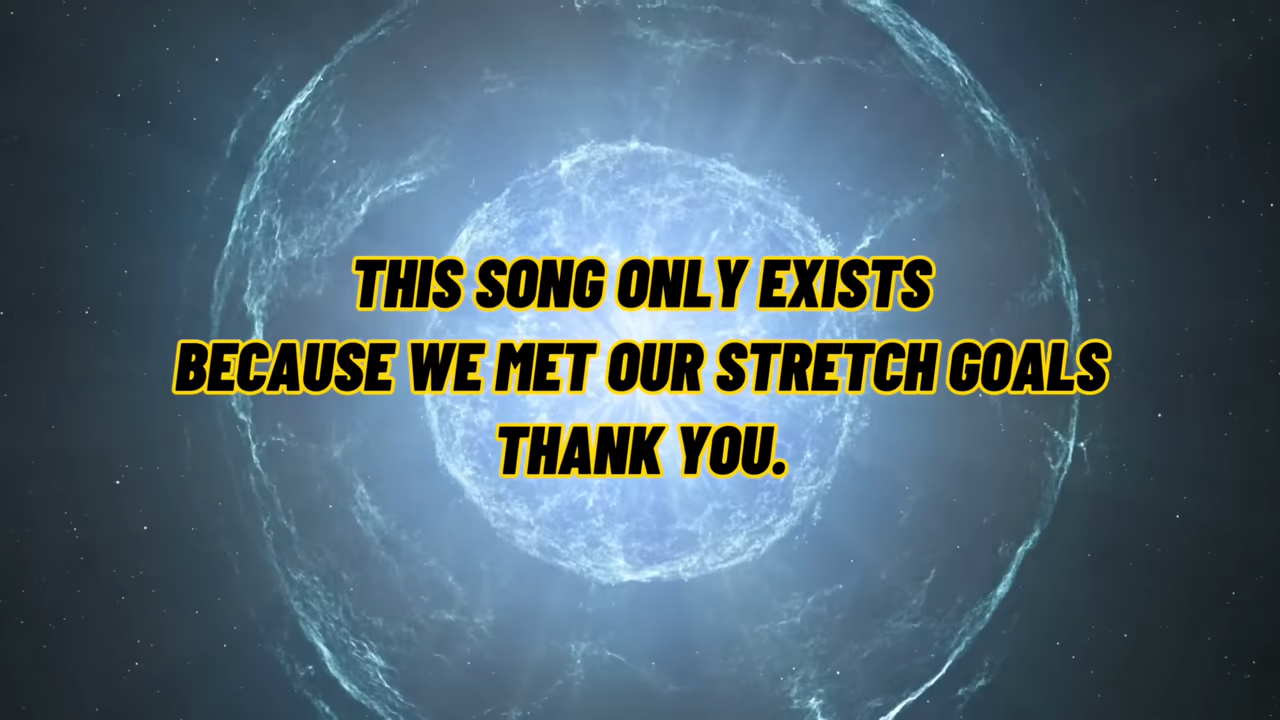 THIS SONG ONLY EXISTS
BECAUSE WE MET OUR STRETCH GOALS
THANK YOU.